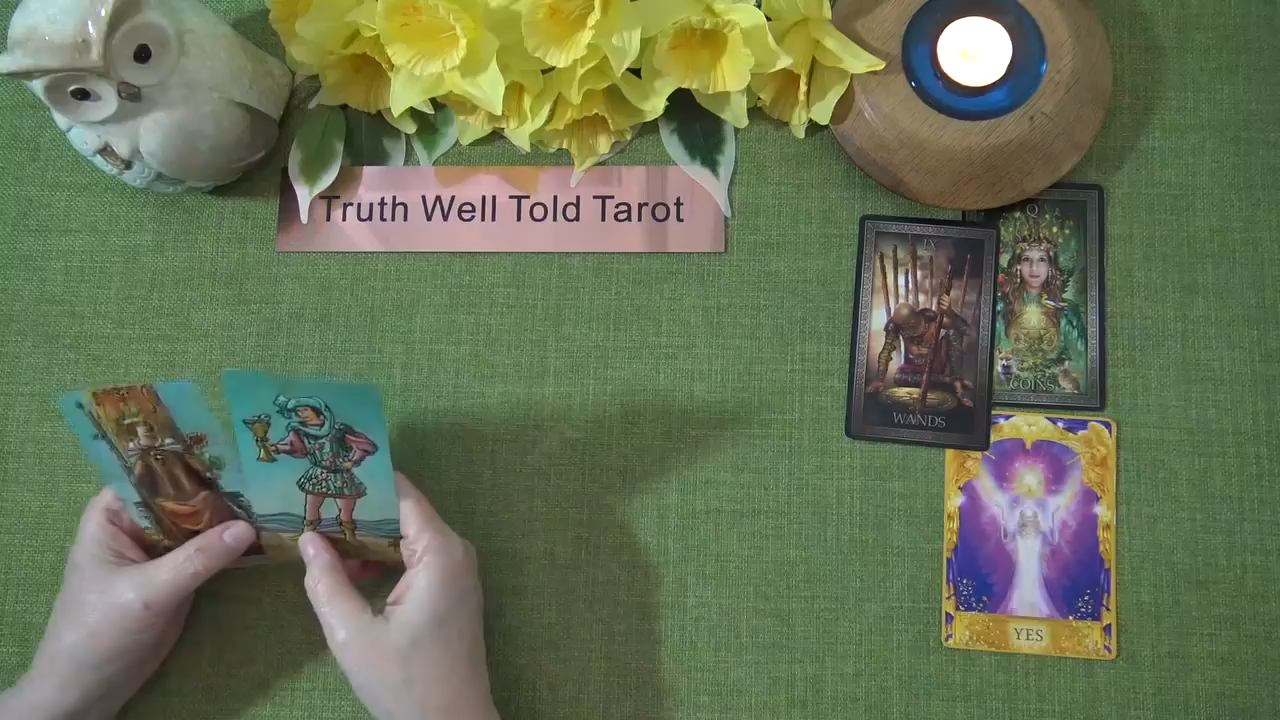 Truth Well Told Tarot
IX
WANDS
Q
COINS
YES